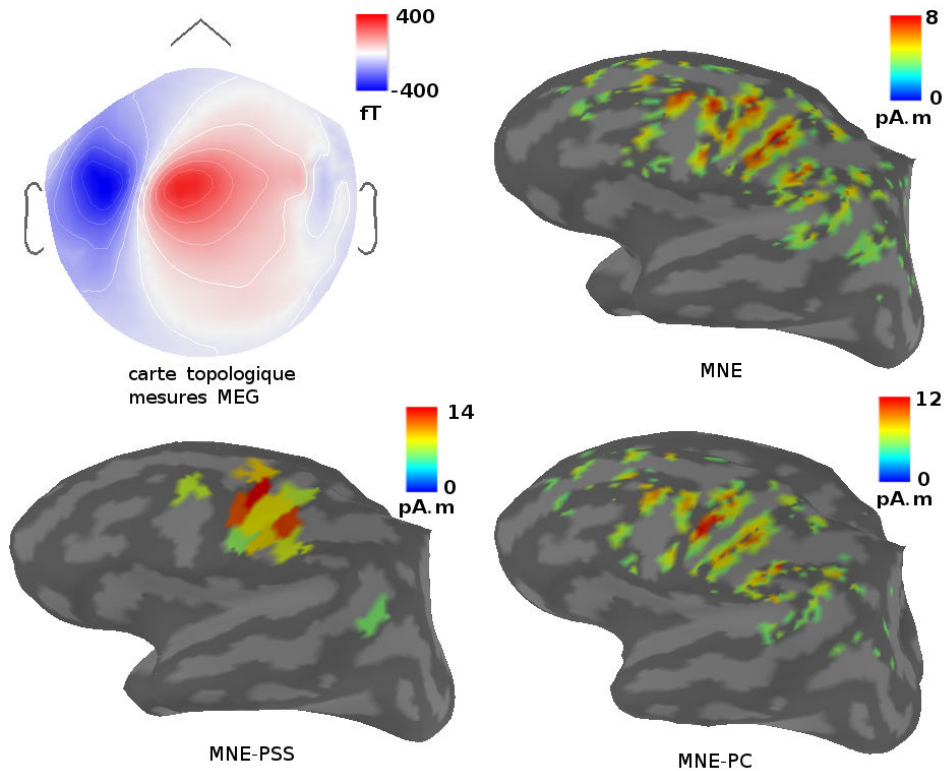 400
-400
fT
carte topologique
mesures MEG
8
0
pA.m
MNE
14
0
pA.m
MNE-PSS
12
0
pA.m
MNE-PC